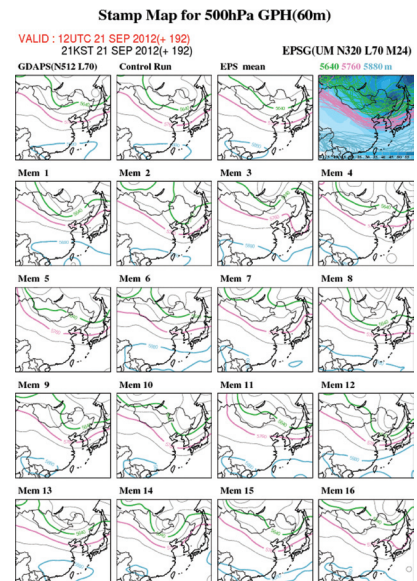 Stamp Map for 500hPa GPH(60m)
VALID : 12UTC 21 SEP 2012(+ 192)
21KST 21 SEP 2012(+ 192)
EPSG(UM N320 L70 M24)
GDAPS(N512 L70)
Control Run
EPS mean
5640 5760 5880 m
Mem 1
Mem 2
Mem 3
Mem 4
Mem 5
Mem 6
Mem 7
Mem 8
Mem 9
Mem 10
Mem 11
Mem 12
Mem 13
Mem 14
Mem 15
Mem 16